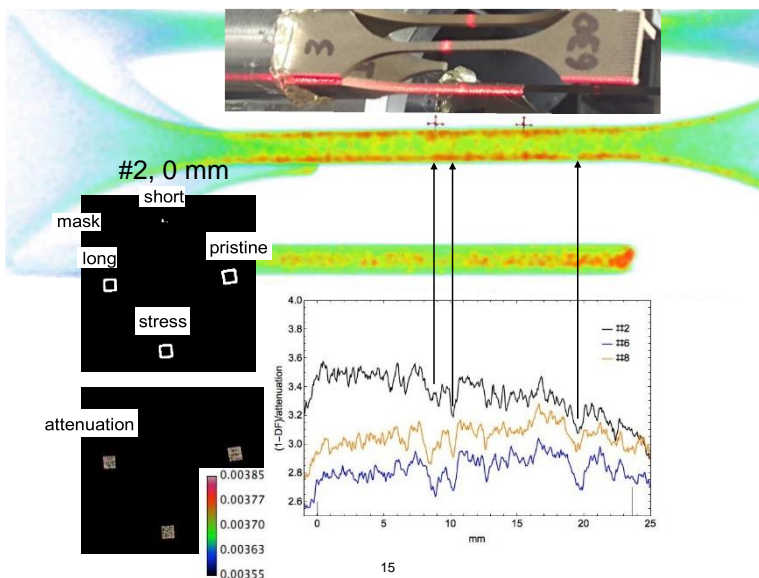 3
930
#2, 0 mm
short
mask
long
pristine
stress
attenuation
0.00385
0.00377
0.00370
0.00363
0.00355
4.0
3.8
3.6
3.4
3.2
3.0
2.8
2.6
(1-DF)/attenuation
‡‡2
‡‡6
‡‡8
0 5 10 15 20 25
mm
15